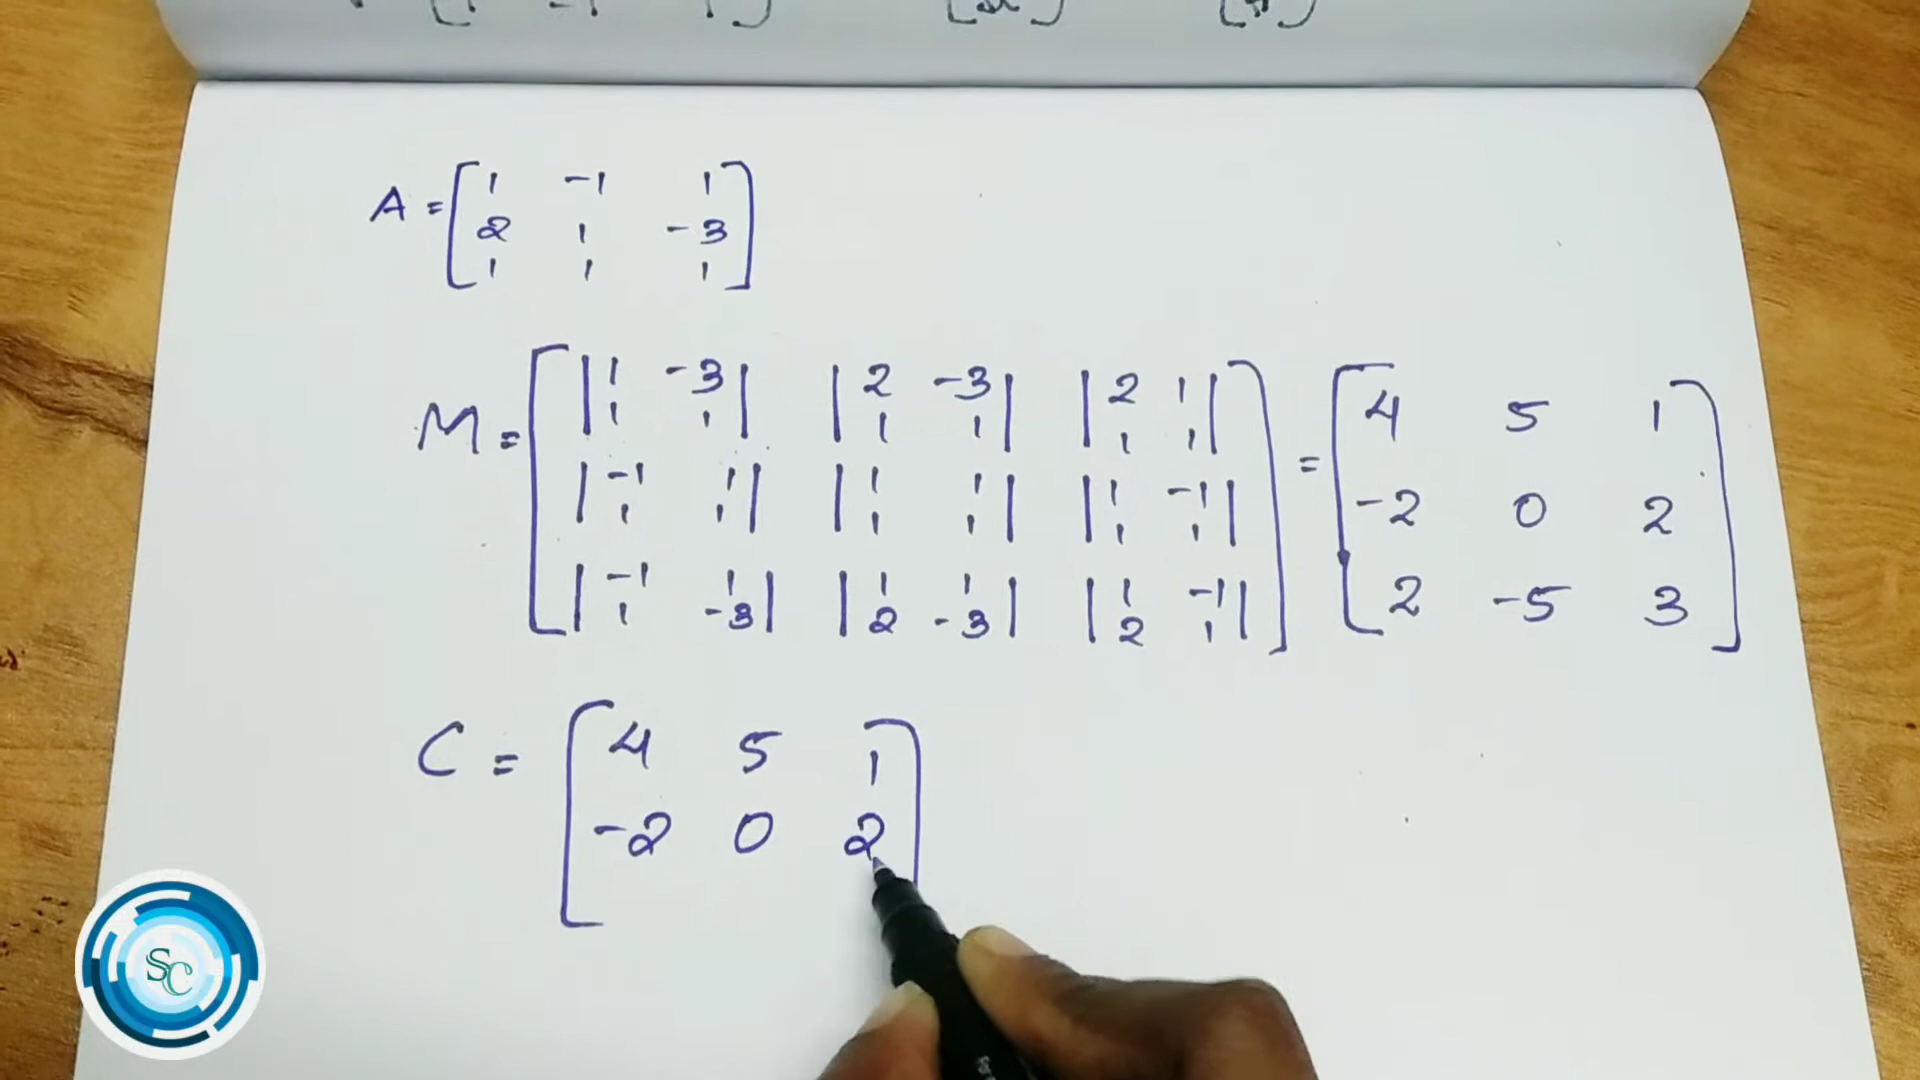 A = [ 1 -1 1
2 1 -3
1 1 1 ]
M = [ | 1 -3 | | 2 -3 | | 2 1 | ] = [ 4 5 1
| 1 1 | | 1 1 | | 1 1 |
| -1 1 | | 1 1 | | 1 -1 | -2 0 2
| 1 1 | | 1 1 | | 1 1 |
| -1 1 | | 1 1 | | 1 -1 | 2 -5 3 ]
| 1 -3 | | 2 -3 | | 2 1 |
C = [ 4 5 1 ]
-2 0 2
SC